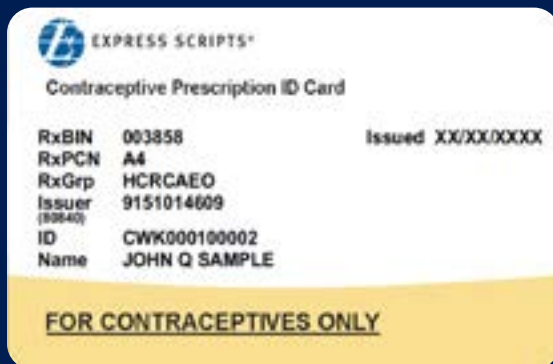 EXPRESS SCRIPTS®
Contraceptive Prescription ID Card
RxBIN 003858 Issued XX/XX/XXXX
RxPCN A4
RxGrp HCRCAEO
Issuer 9151014609
(80840)
ID CWK000100002
Name JOHN Q SAMPLE
FOR CONTRACEPTIVES ONLY